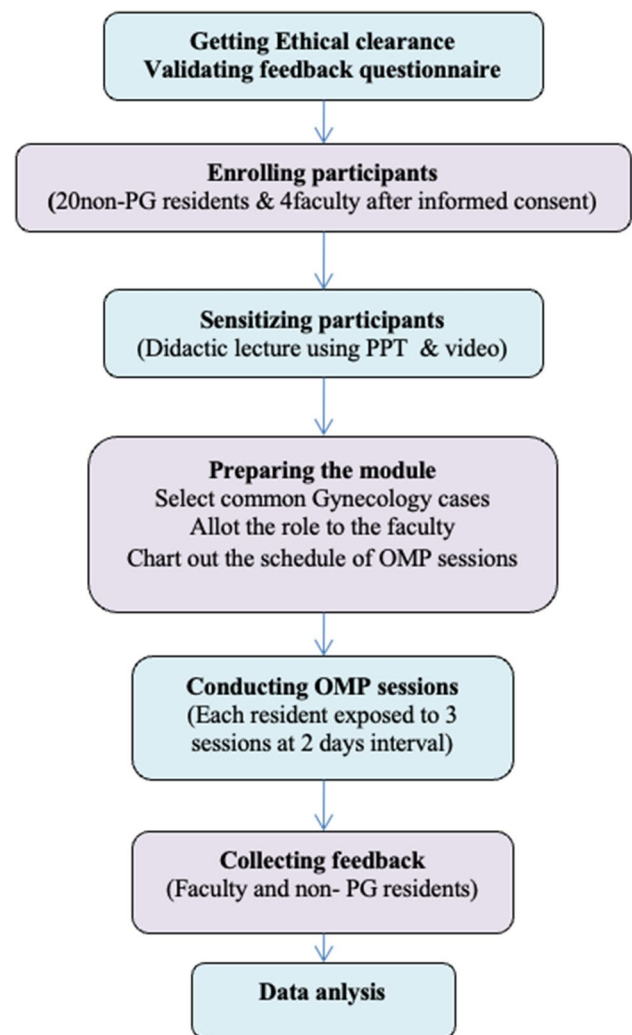 Getting Ethical clearance
Validating feedback questionnaire
Enrolling participants
(20non-PG residents & 4faculty after informed consent)
Sensitizing participants
(Didactic lecture using PPT & video)
Preparing the module
Select common Gynecology cases
Allot the role to the faculty
Chart out the schedule of OMP sessions
Conducting OMP sessions
(Each resident exposed to 3
sessions at 2 days interval)
Collecting feedback
(Faculty and non- PG residents)
Data anlysis